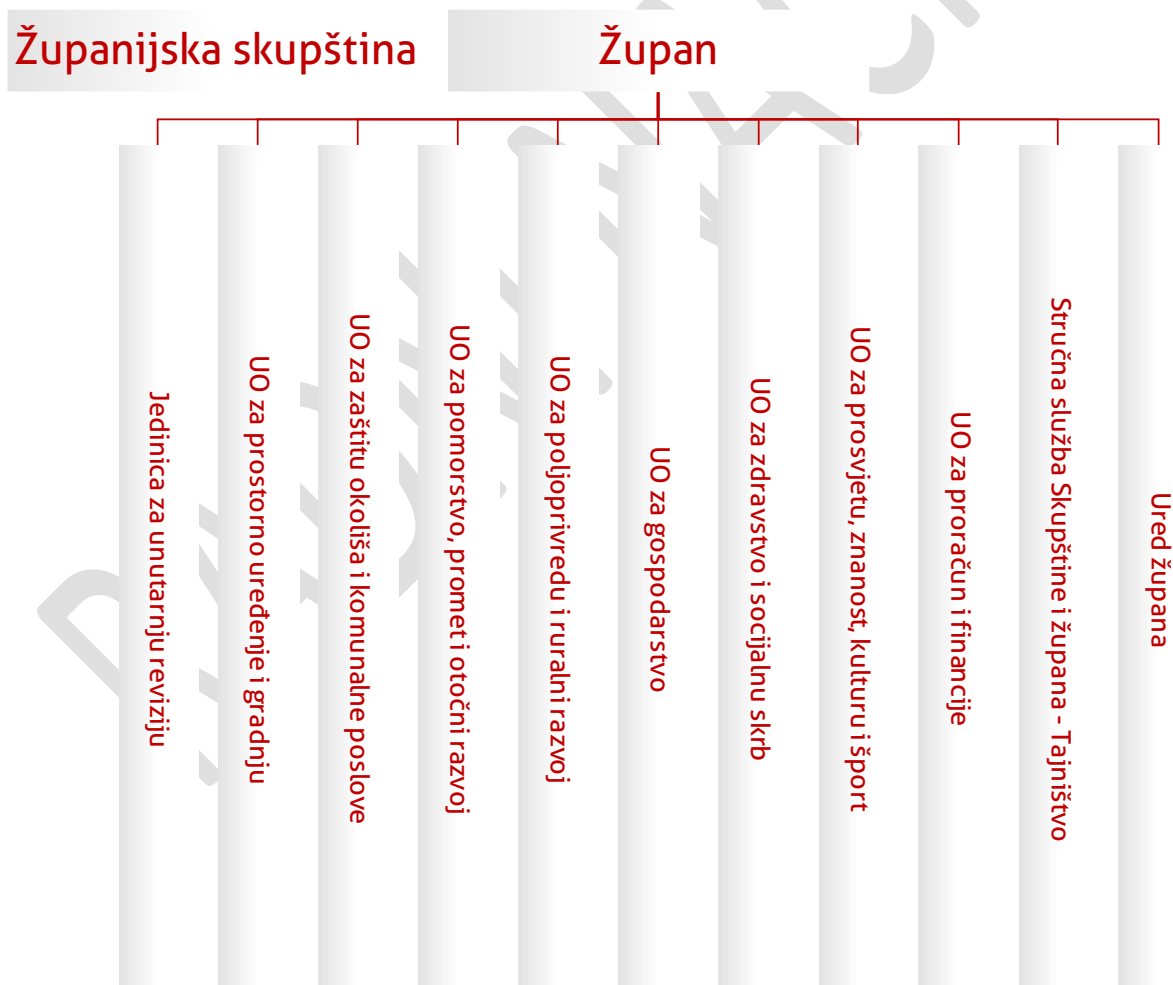 Županijska skupština
Župan
Jedinica za unutarnju reviziju
UO za prostorno uređenje i gradnju
UO za zaštitu okoliša i komunalne poslove
UO za pomorstvo, promet i otočni razvoj
UO za poljoprivredu i ruralni razvoj
UO za gospodarstvo
UO za zdravstvo i socijalnu skrb
UO za prosvjetu, znanost, kulturu i šport
UO za proračun i financije
Stručna služba Skupštine i župana - Tajništvo
Ured župana